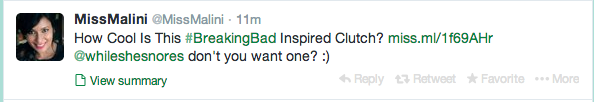 MissMalini @MissMalini · 11m
How Cool Is This #BreakingBad Inspired Clutch? miss.ml/1f69AHr
@whileshesnores don't you want one? :)
View summary Reply Retweet Favorite More